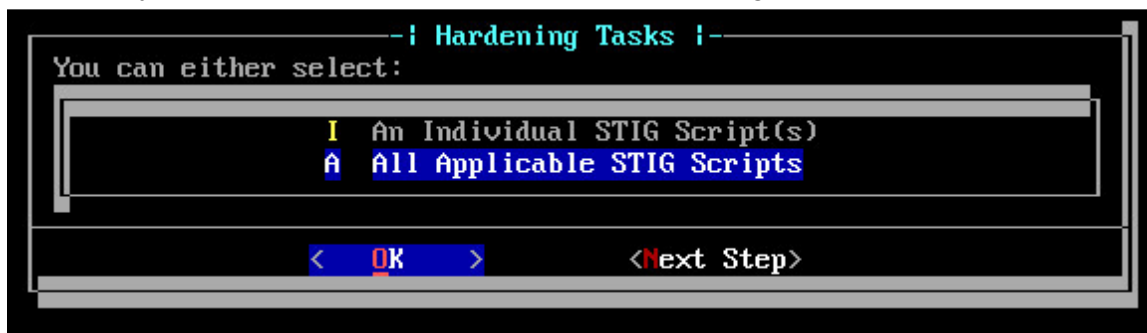 -| Hardening Tasks |-
You can either select:
I An Individual STIG Script(s)
A All Applicable STIG Scripts
< OK > <Next Step>